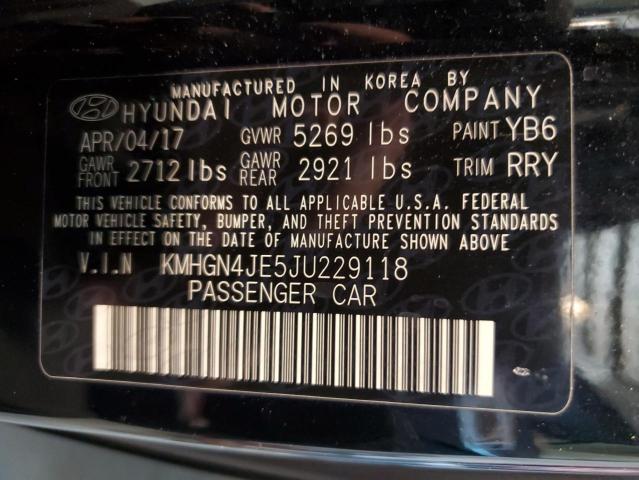 MANUFACTURED IN KOREA BY
HYUNDAI MOTOR COMPANY
APR/04/17 GVWR 5269 lbs PAINT YB6
GAWR FRONT 2712 lbs GAWR REAR 2921 lbs TRIM RRY
THIS VEHICLE CONFORMS TO ALL APPLICABLE U.S.A. FEDERAL
MOTOR VEHICLE SAFETY, BUMPER, AND THEFT PREVENTION STANDARDS
IN EFFECT ON THE DATE OF MANUFACTURE SHOWN ABOVE.
V.I.N KMHGN4JE5JU229118
PASSENGER CAR